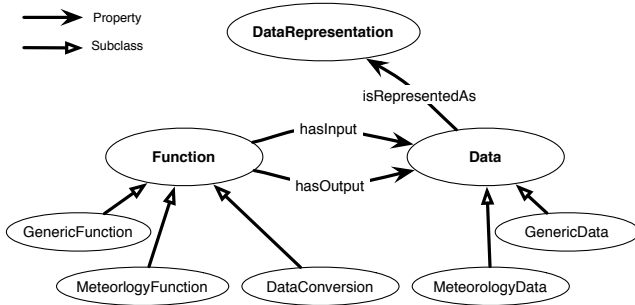 Property
Subclass
DataRepresentation
isRepresentedAs
hasInput
Function
Data
hasOutput
GenericFunction
GenericData
MeteorlogyFunction
DataConversion
MeteorologyData